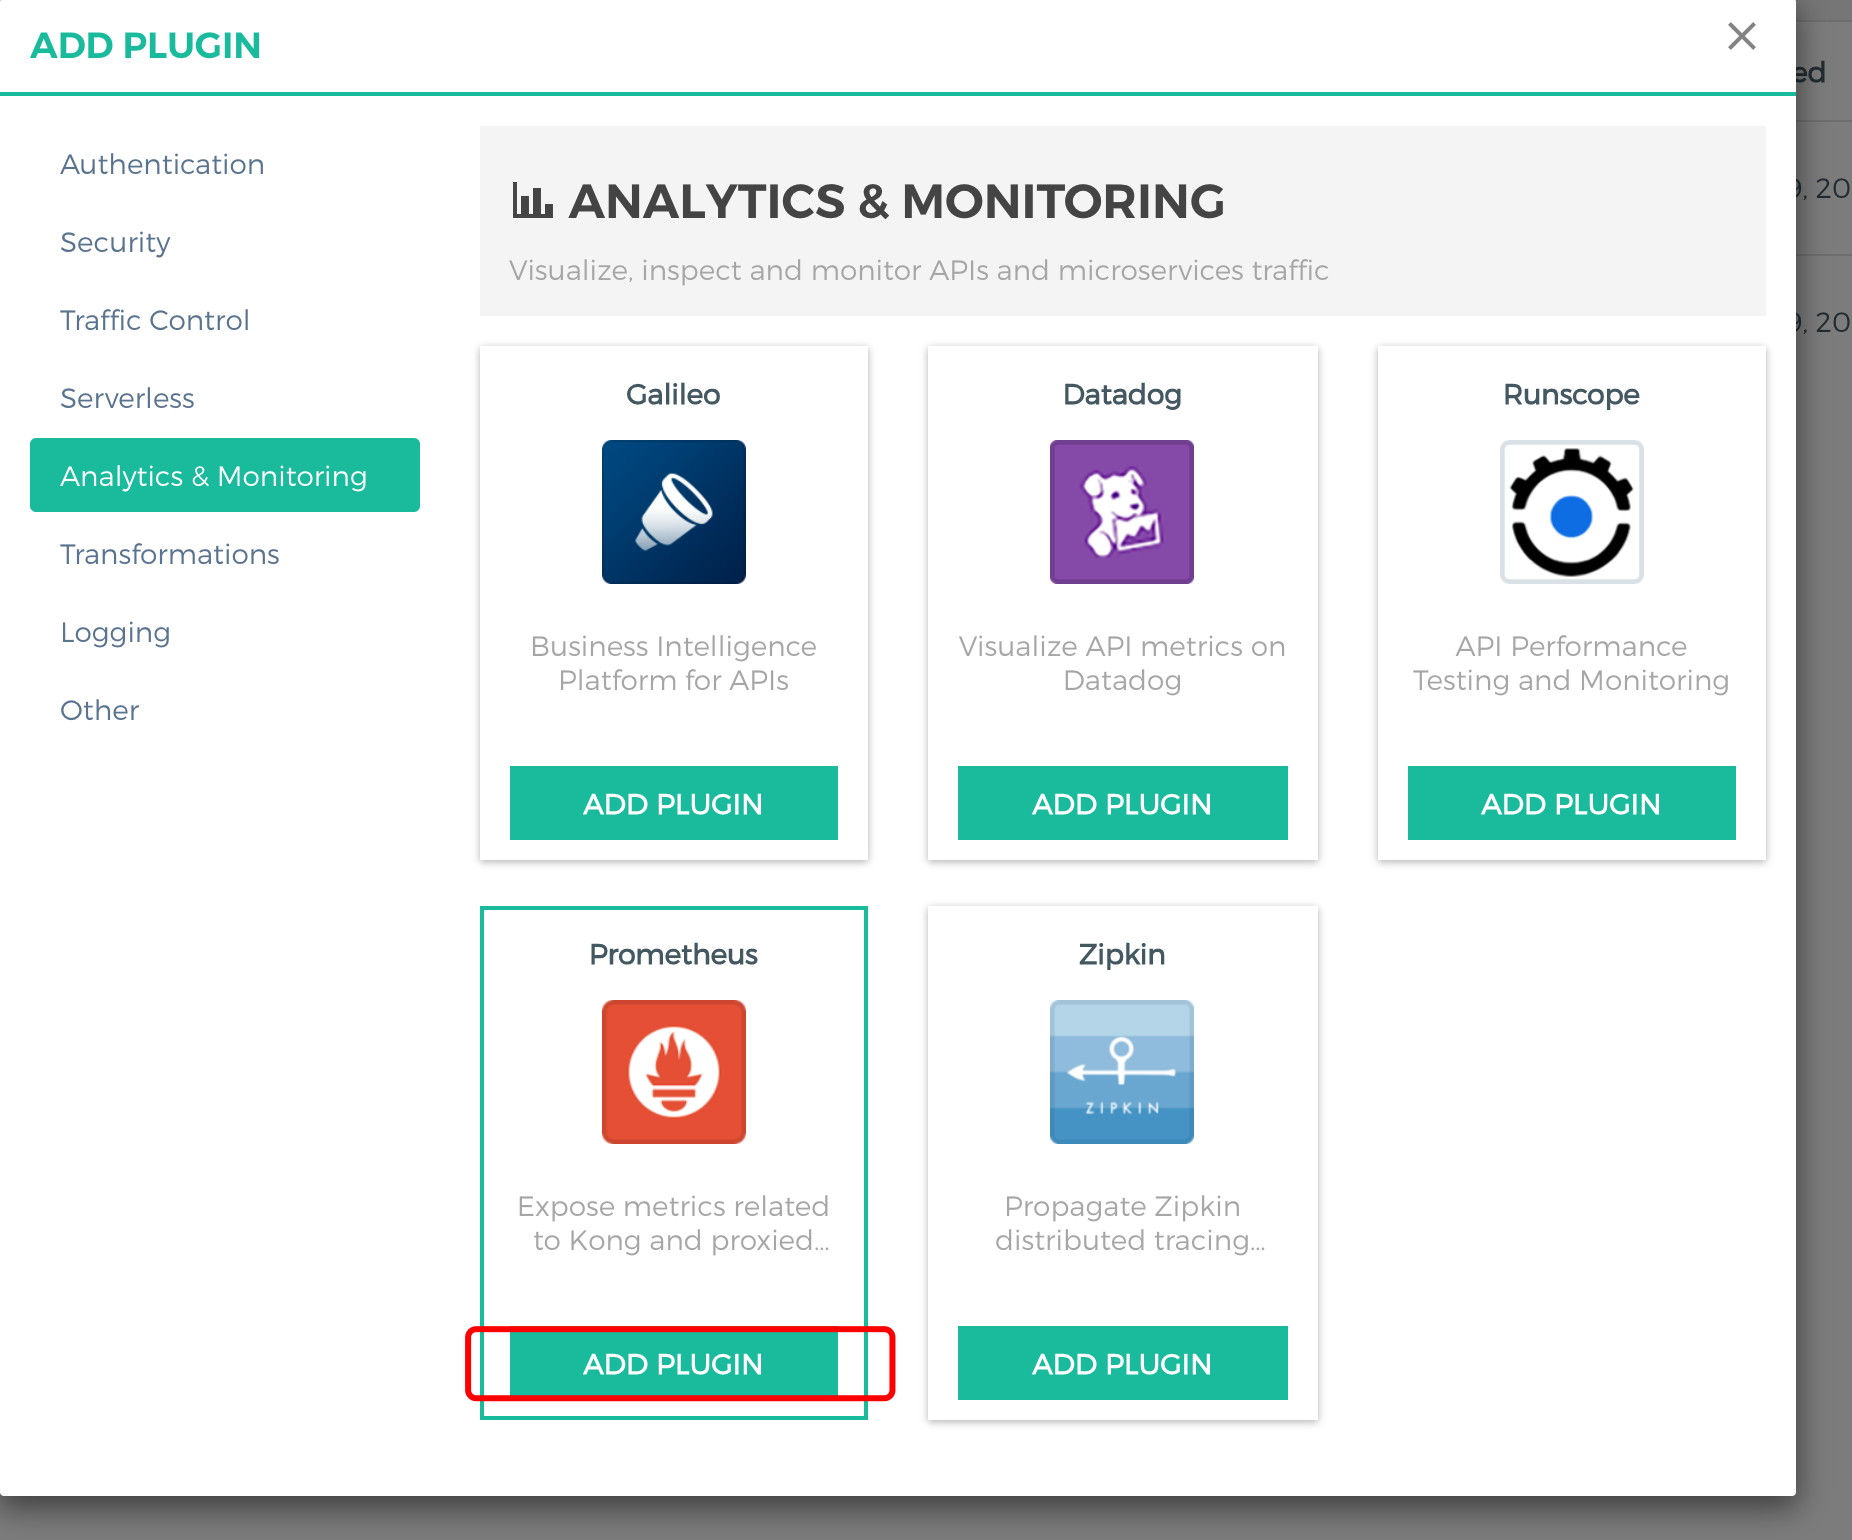 ADD PLUGIN
ed
Authentication
Security
Traffic Control
Serverless
Analytics & Monitoring
Transformations
Logging
Other
ANALYTICS & MONITORING
Visualize, inspect and monitor APIs and microservices traffic
9, 20
9, 20
Galileo
Business Intelligence
Platform for APIs
ADD PLUGIN
Datadog
Visualize API metrics on
Datadog
ADD PLUGIN
Runscope
API Performance
Testing and Monitoring
ADD PLUGIN
Prometheus
Expose metrics related
to Kong and proxied...
ADD PLUGIN
Zipkin
ZIPKIN
Propagate Zipkin
distributed tracing...
ADD PLUGIN